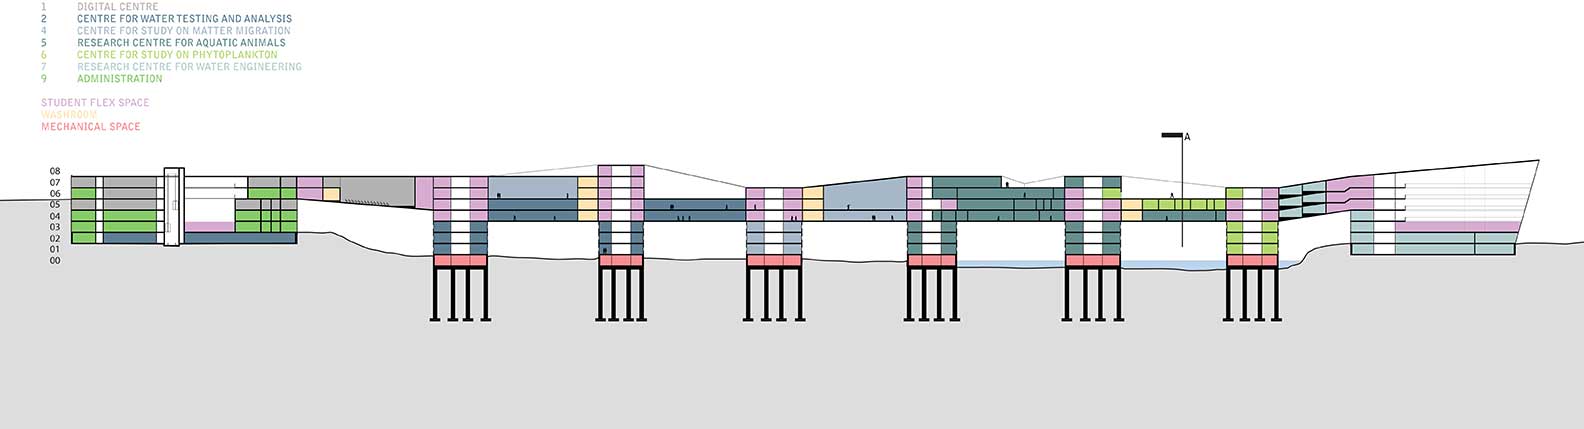 1 DIGITAL CENTRE
2 CENTRE FOR WATER TESTING AND ANALYSIS
4 CENTRE FOR STUDY ON MATTER MIGRATION
5 RESEARCH CENTRE FOR AQUATIC ANIMALS
6 CENTRE FOR STUDY ON PHYTOPLANKTON
7 RESEARCH CENTRE FOR WATER ENGINEERING
9 ADMINISTRATION
STUDENT FLEX SPACE
WASHROOM
MECHANICAL SPACE
A
08
07
06
05
04
03
02
01
00